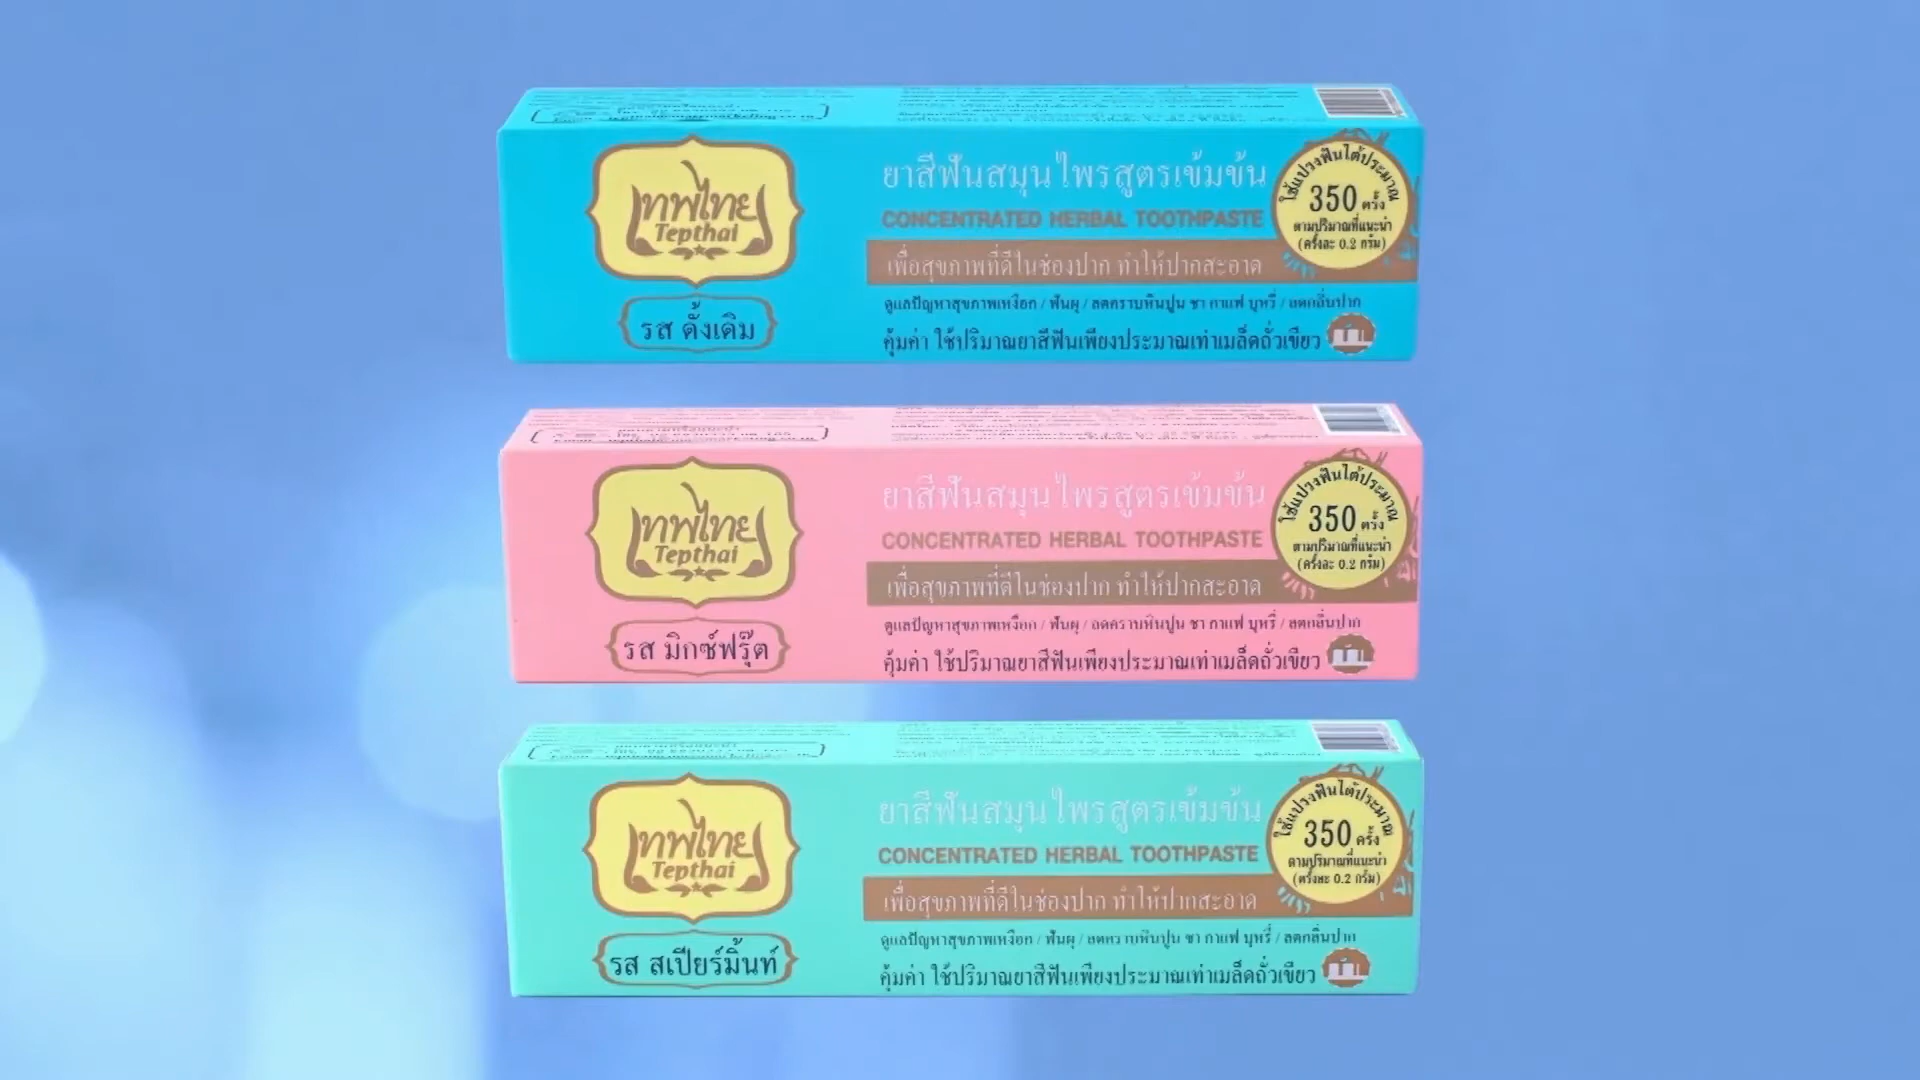 เทพไทย
Tepthai
รส ดั้งเดิม
ยาสีฟันสมุนไพรสูตรเข้มข้น
CONCENTRATED HERBAL TOOTHPASTE
เพื่อสุขภาพที่ดีในช่องปาก ทำให้ปากสะอาด
ดูแลปัญหาสุขภาพเหงือก / ฟันผุ / ลดคราบหินปูน ชา กาแฟ บุหรี่ / ลดกลิ่นปาก
คุ้มค่า ใช้ปริมาณยาสีฟันเพียงประมาณเท่าเมล็ดถั่วเขียว
ใช้แปรงฟันได้ประมาณ
350 ครั้ง
ตามปริมาณที่แนะนำ
(ครั้งละ 0.2 กรัม)
เทพไทย
Tepthai
รส มิกซ์ฟรุ๊ต
ยาสีฟันสมุนไพรสูตรเข้มข้น
CONCENTRATED HERBAL TOOTHPASTE
เพื่อสุขภาพที่ดีในช่องปาก ทำให้ปากสะอาด
ดูแลปัญหาสุขภาพเหงือก / ฟันผุ / ลดคราบหินปูน ชา กาแฟ บุหรี่ / ลดกลิ่นปาก
คุ้มค่า ใช้ปริมาณยาสีฟันเพียงประมาณเท่าเมล็ดถั่วเขียว
ใช้แปรงฟันได้ประมาณ
350 ครั้ง
ตามปริมาณที่แนะนำ
(ครั้งละ 0.2 กรัม)
เทพไทย
Tepthai
รส สเปียร์มิ้นท์
ยาสีฟันสมุนไพรสูตรเข้มข้น
CONCENTRATED HERBAL TOOTHPASTE
เพื่อสุขภาพที่ดีในช่องปาก ทำให้ปากสะอาด
ดูแลปัญหาสุขภาพเหงือก / ฟันผุ / ลดคราบหินปูน ชา กาแฟ บุหรี่ / ลดกลิ่นปาก
คุ้มค่า ใช้ปริมาณยาสีฟันเพียงประมาณเท่าเมล็ดถั่วเขียว
ใช้แปรงฟันได้ประมาณ
350 ครั้ง
ตามปริมาณที่แนะนำ
(ครั้งละ 0.2 กรัม)